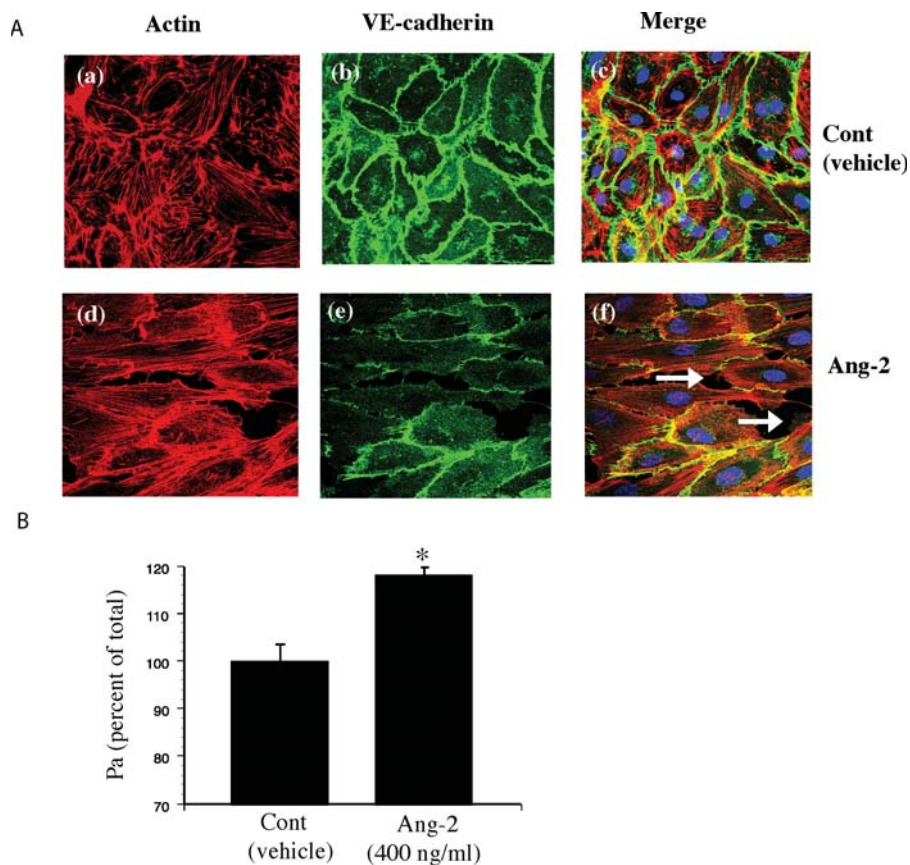 A
Actin VE-cadherin Merge
(a) (b) (c)
Cont
(vehicle)
(d) (e) (f)
Ang-2
B
Pa (percent of total)
120
110
100
90
80
70
*
Cont
(vehicle)
Ang-2
(400 ng/ml)